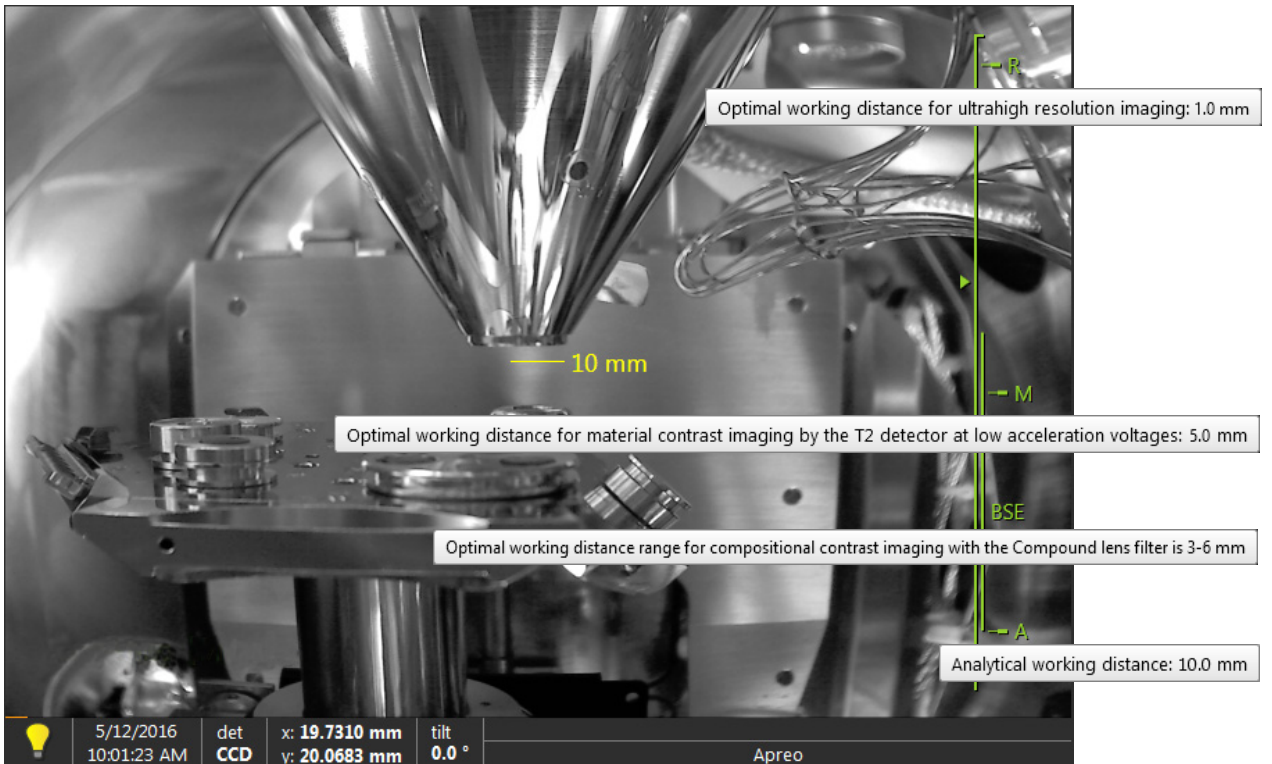 R
Optimal working distance for ultrahigh resolution imaging: 1.0 mm
10 mm
M
Optimal working distance for material contrast imaging by the T2 detector at low acceleration voltages: 5.0 mm
BSE
Optimal working distance range for compositional contrast imaging with the Compound lens filter is 3-6 mm
A
Analytical working distance: 10.0 mm
5/12/2016 det x: 19.7310 mm tilt
10:01:23 AM CCD y: 20.0683 mm 0.0 ° Apreo